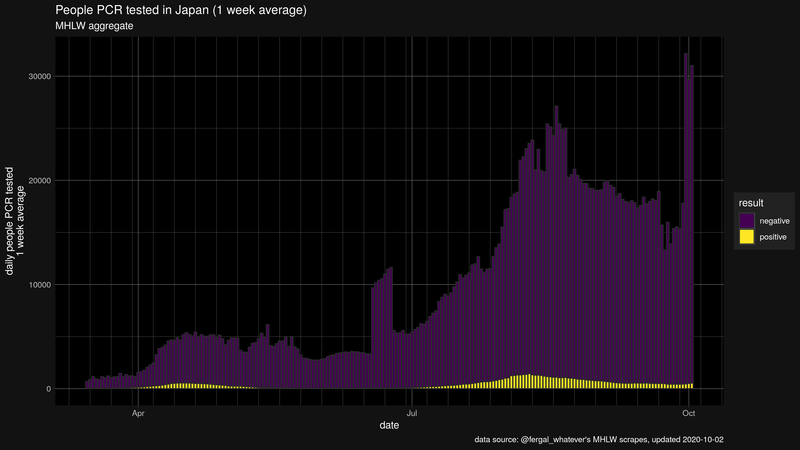 People PCR tested in Japan (1 week average)
MHLW aggregate
daily people PCR tested
1 week average
30000
20000
10000
0
Apr
Jul
Oct
date
result
negative
positive
data source: @fergal_whatever's MHLW scrapes, updated 2020-10-02